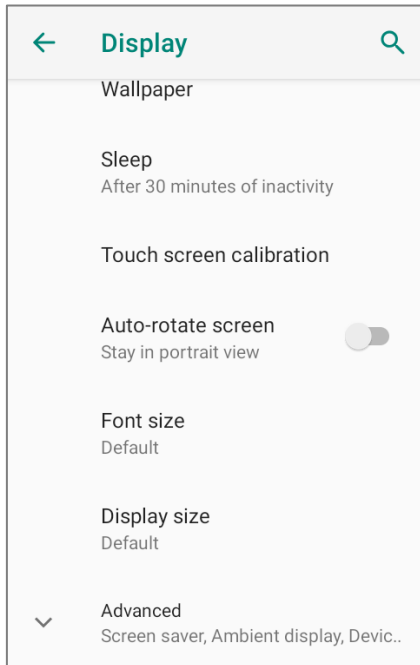 Display
Wallpaper
Sleep
After 30 minutes of inactivity
Touch screen calibration
Auto-rotate screen
Stay in portrait view
Font size
Default
Display size
Default
Advanced
Screen saver, Ambient display, Devic..